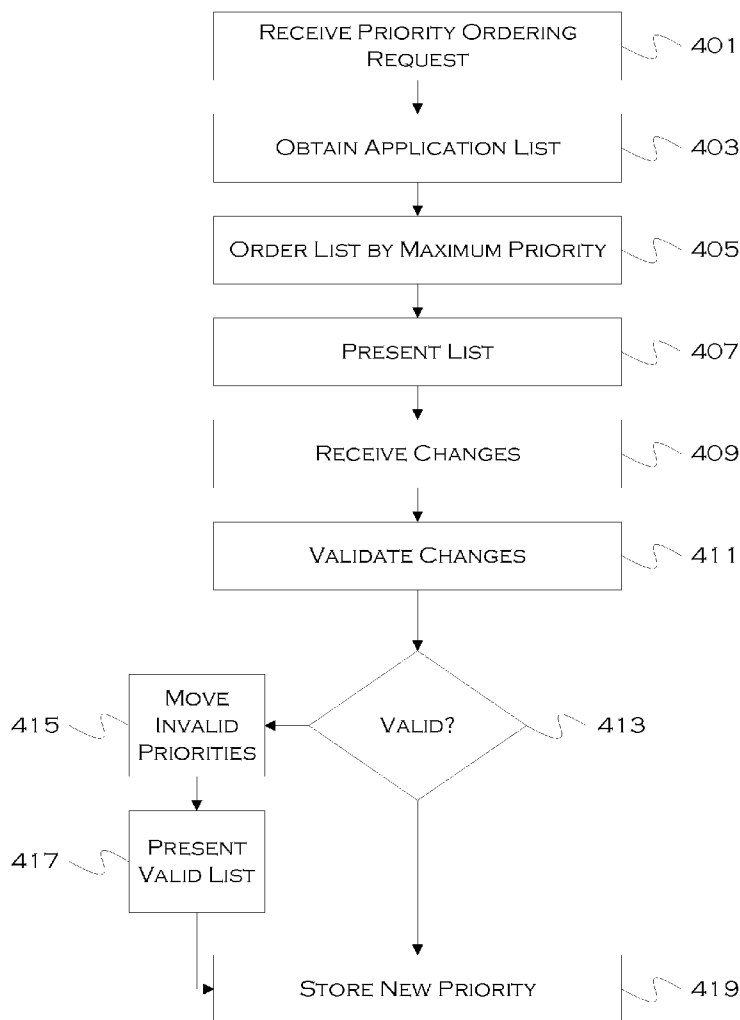 RECEIVE PRIORITY ORDERING
REQUEST
401
OBTAIN APPLICATION LIST
403
ORDER LIST BY MAXIMUM PRIORITY
405
PRESENT LIST
407
RECEIVE CHANGES
409
VALIDATE CHANGES
411
MOVE
INVALID
PRIORITIES
415
VALID?
413
PRESENT
VALID LIST
417
STORE NEW PRIORITY
419